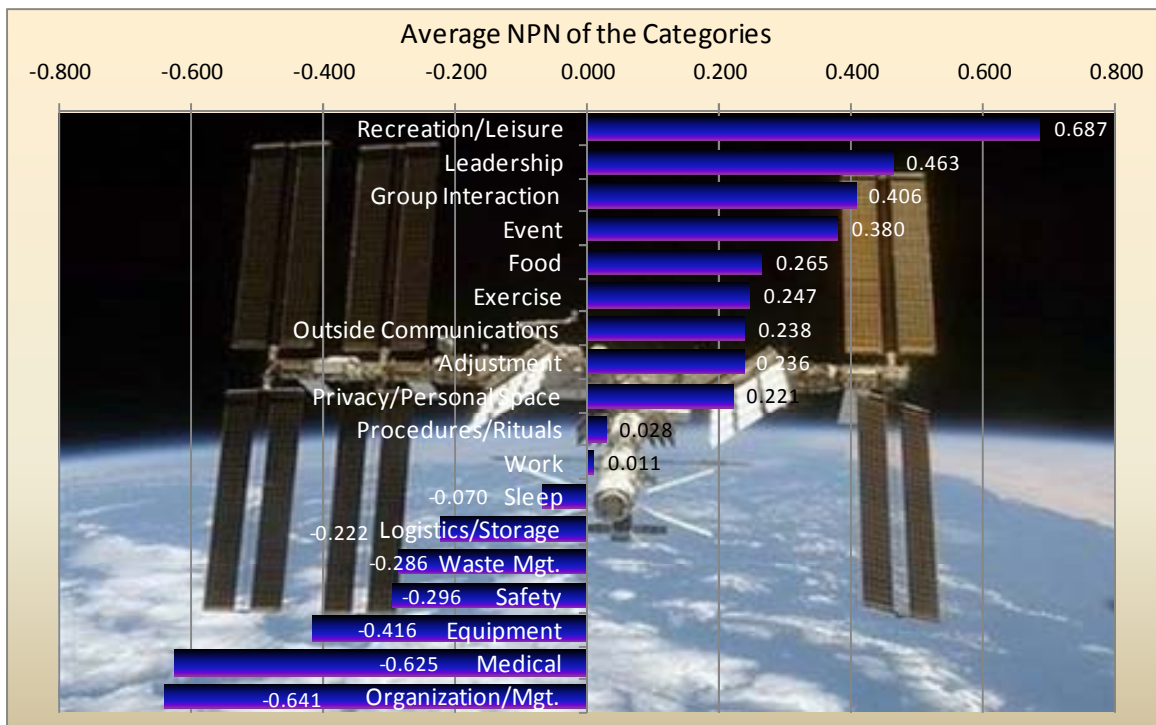 Average NPN of the Categories
-0.800 -0.600 -0.400 -0.200 0.000 0.200 0.400 0.600 0.800
Recreation/Leisure 0.687
Leadership 0.463
Group Interaction 0.406
Event 0.380
Food 0.265
Exercise 0.247
Outside Communications 0.238
Adjustment 0.236
Privacy/Personal Space 0.221
Procedures/Rituals 0.028
Work 0.011
-0.070 Sleep
-0.222 Logistics/Storage
-0.286 Waste Mgt.
-0.296 Safety
-0.416 Equipment
-0.625 Medical
-0.641 Organization/Mgt.